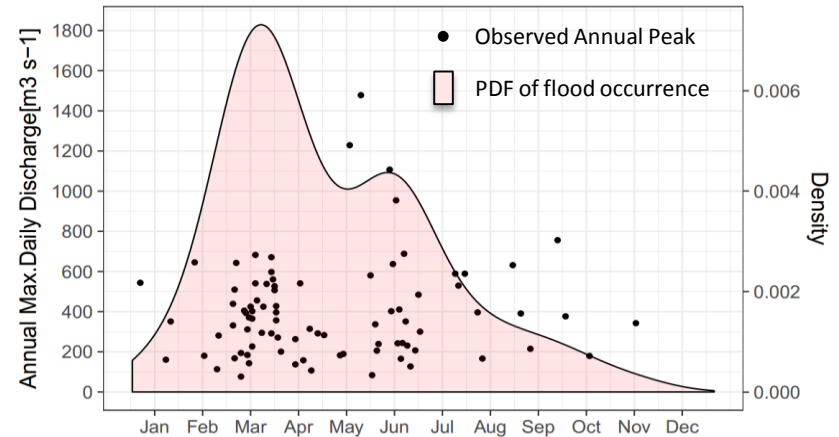 Annual Max.Daily Discharge[m3 s−1]
1800
1600
1400
1200
1000
800
600
400
200
0
Observed Annual Peak
PDF of flood occurrence
0.006
0.004
0.002
0.000
Density
Jan Feb Mar Apr May Jun Jul Aug Sep Oct Nov Dec